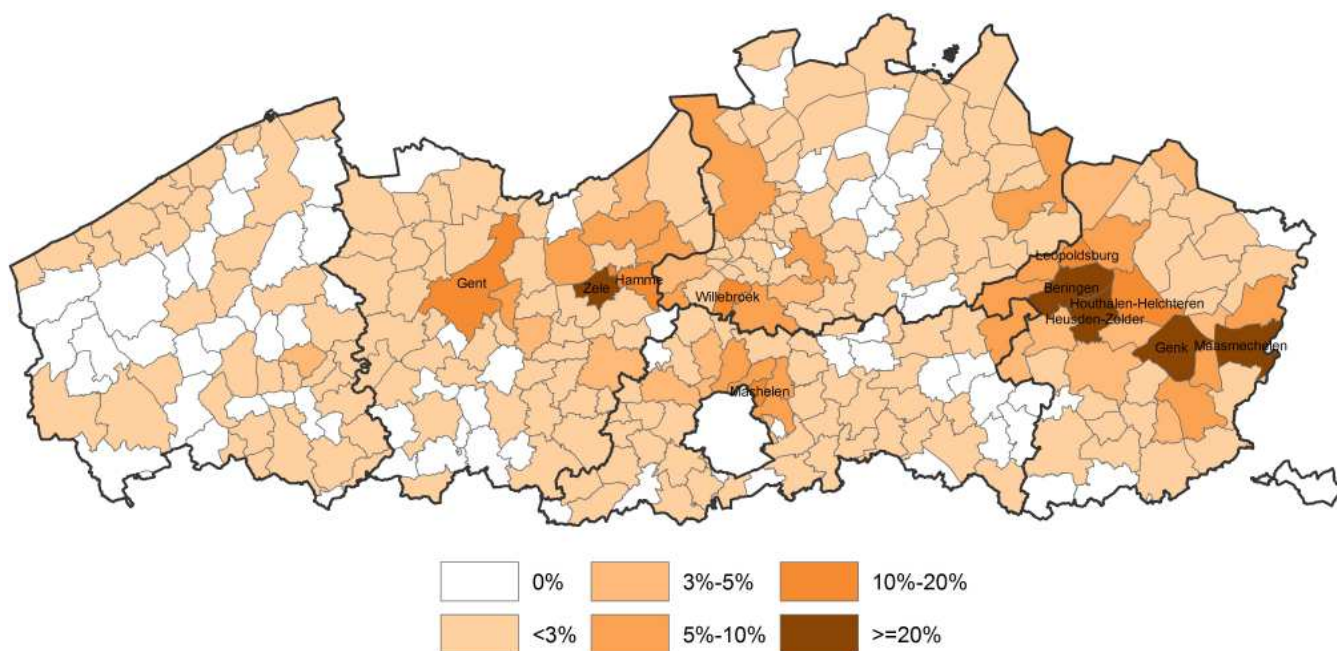 Leopoldsburg
Gent
Zele
Hamme
Beringen
Willebroek
Houthalen-Helchteren
Heusden-Zolder
Genk
Maasmechelen
Machelen
0%
3%-5%
10%-20%
<3%
5%-10%
>=20%